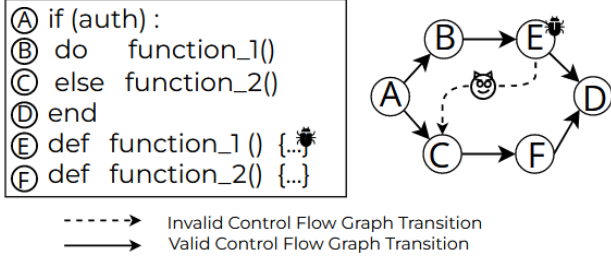 A if (auth) :
B do function_1()
C else function_2()
D end
E def function_1 () {...}
F def function_2() {...}
A
B
E
D
C
F
Invalid Control Flow Graph Transition
Valid Control Flow Graph Transition